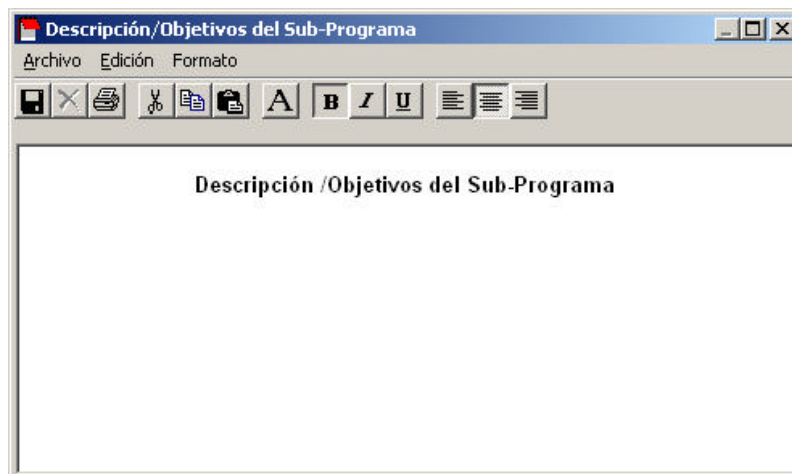 Descripción/Objetivos del Sub-Programa
Archivo Edición Formato
A B I U
Descripción /Objetivos del Sub-Programa